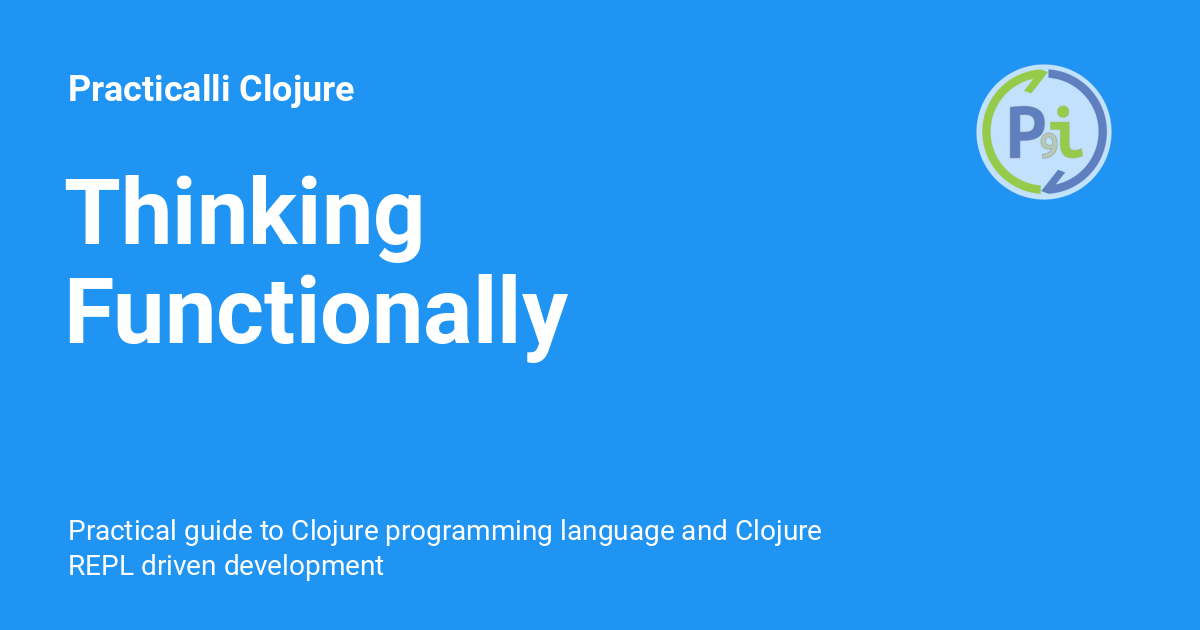 Practicalli Clojure
Thinking
Functionally
Practical guide to Clojure programming language and Clojure
REPL driven development
P9i